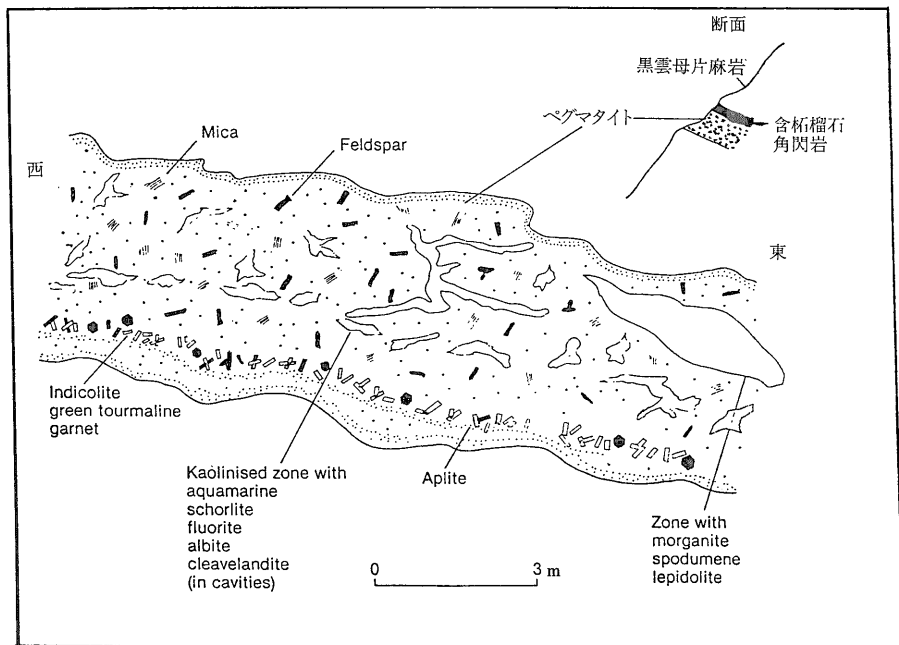 断面
黒雲母片麻岩
ペグマタイト
含柘榴石
角閃岩
Mica
Feldspar
西
東
Indicolite
green tourmaline
garnet
Kaolinised zone with
aquamarine
schorlite
fluorite
albite
cleavelandite
(in cavities)
Aplite
Zone with
morganite
spodumene
lepidolite
0 3 m